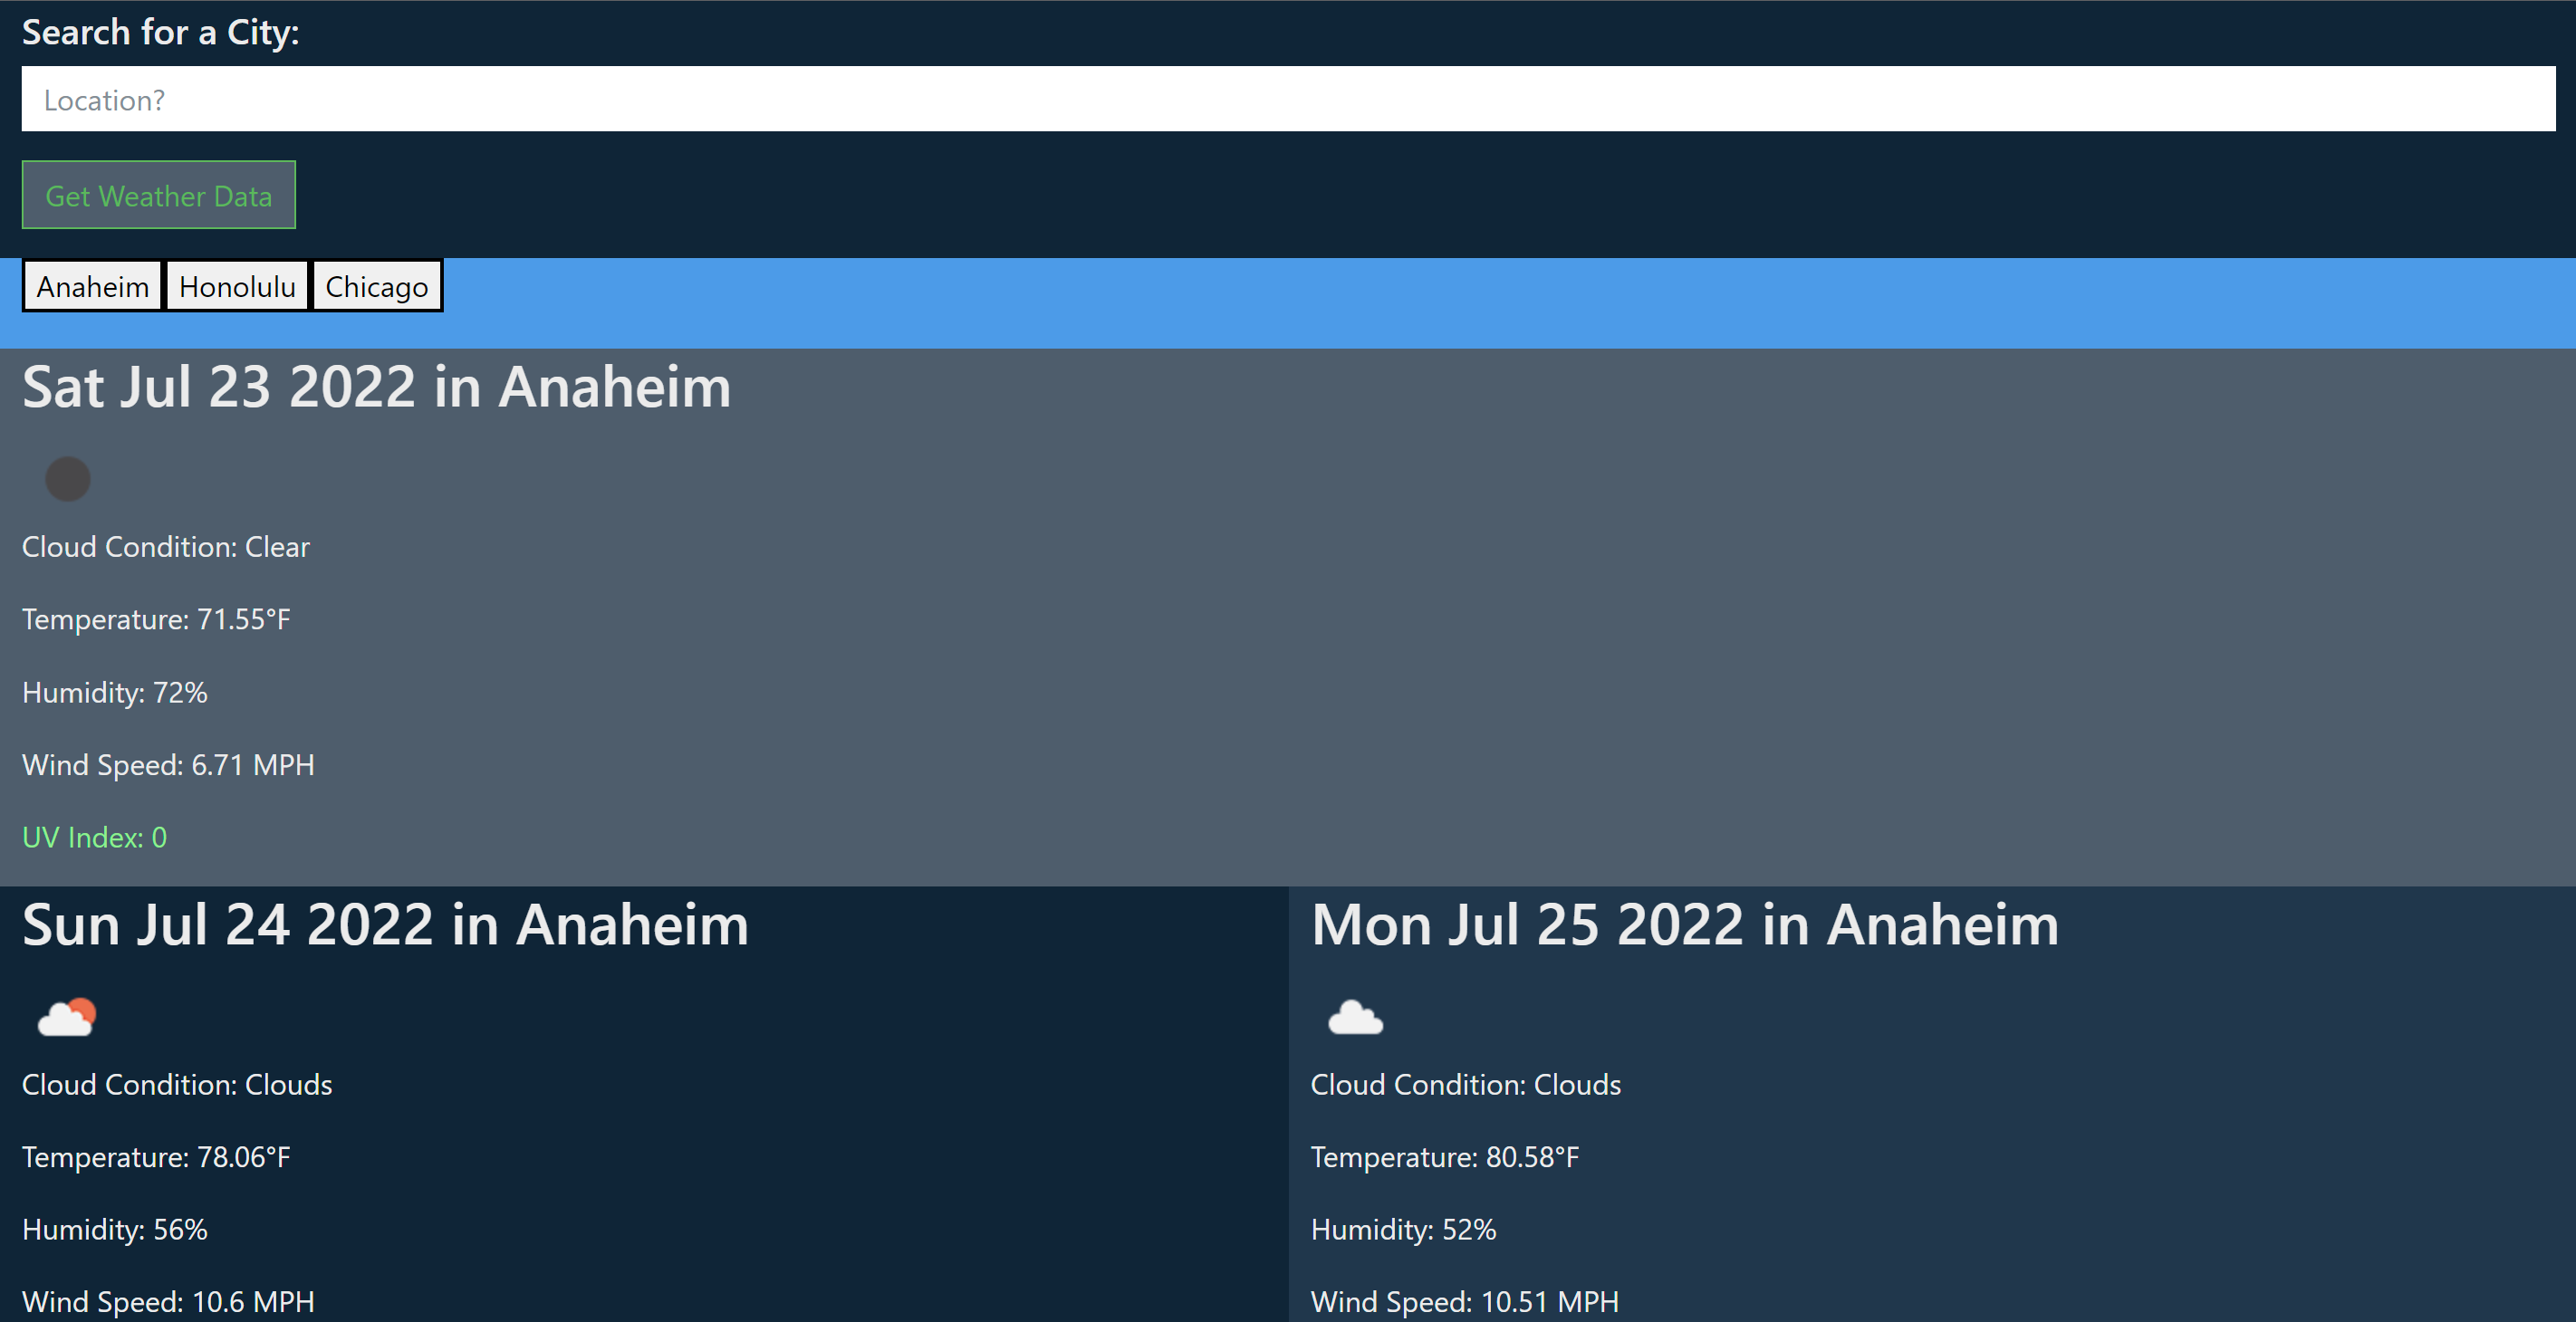 Search for a City:
Location?
Get Weather Data
Anaheim Honolulu Chicago
Sat Jul 23 2022 in Anaheim
Cloud Condition: Clear
Temperature: 71.55°F
Humidity: 72%
Wind Speed: 6.71 MPH
UV Index: 0
Sun Jul 24 2022 in Anaheim
Cloud Condition: Clouds
Temperature: 78.06°F
Humidity: 56%
Wind Speed: 10.6 MPH
Mon Jul 25 2022 in Anaheim
Cloud Condition: Clouds
Temperature: 80.58°F
Humidity: 52%
Wind Speed: 10.51 MPH